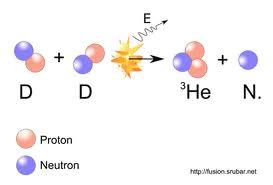 E
+ +
D D ³He N.
Proton
Neutron
http://fusion.srubar.net